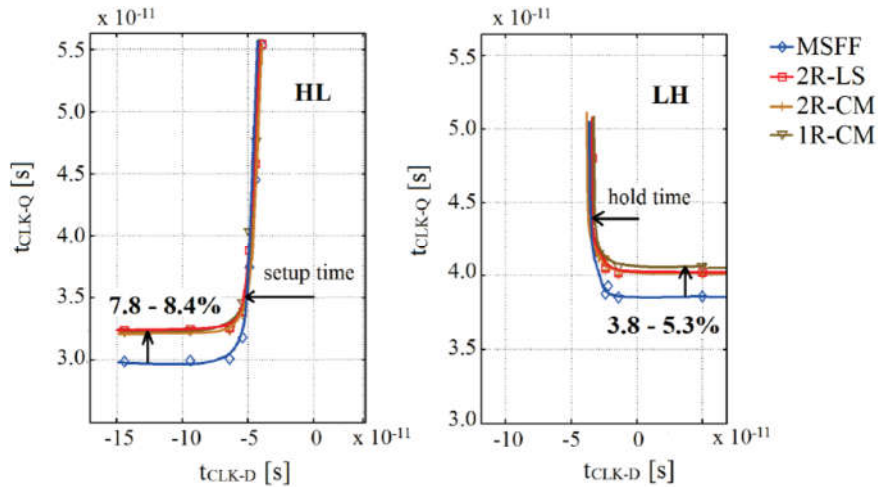 x 10⁻¹¹
5.5
5.0
4.5
4.0
3.5
3.0
HL
setup time
7.8 - 8.4%
-15
-10
-5
0
x 10⁻¹¹
t_CLK-D [s]
t_CLK-Q [s]
x 10⁻¹¹
5.5
5.0
4.5
4.0
3.5
3.0
LH
hold time
3.8 - 5.3%
-10
-5
0
x 10⁻¹¹
t_CLK-D [s]
t_CLK-Q [s]
MSFF
2R-LS
2R-CM
1R-CM